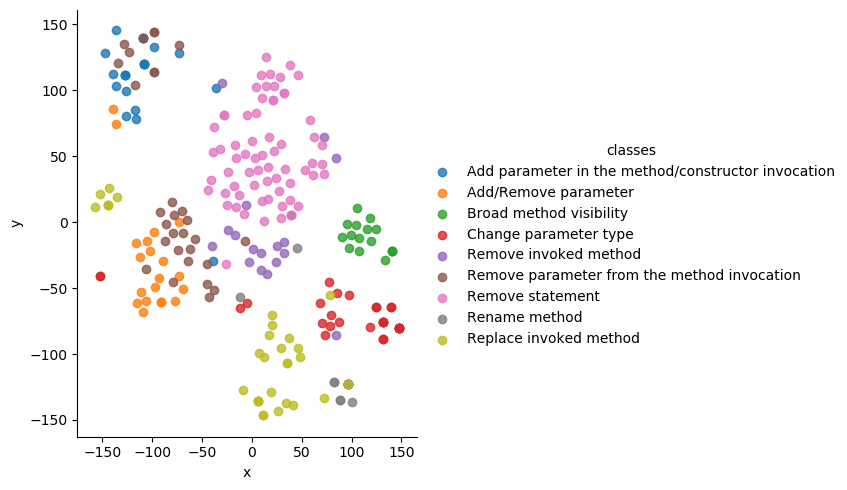 150
100
50
0
−50
−100
−150
y
−150 −100 −50 0 50 100 150
x
classes
Add parameter in the method/constructor invocation
Add/Remove parameter
Broad method visibility
Change parameter type
Remove invoked method
Remove parameter from the method invocation
Remove statement
Rename method
Replace invoked method